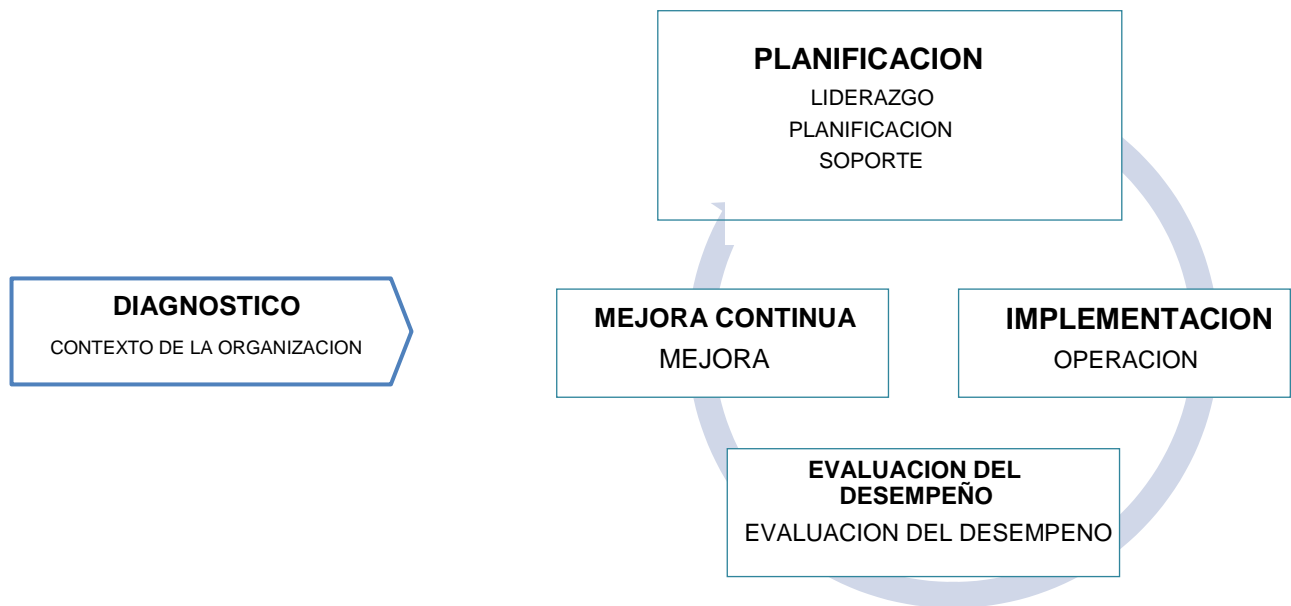 PLANIFICACION
LIDERAZGO
PLANIFICACION
SOPORTE
DIAGNOSTICO
CONTEXTO DE LA ORGANIZACION
MEJORA CONTINUA
MEJORA
IMPLEMENTACION
OPERACION
EVALUACION DEL
DESEMPEÑO
EVALUACION DEL DESEMPENO